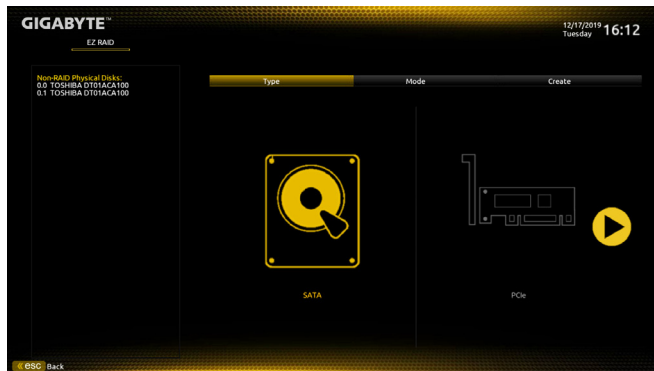 GIGABYTE™
12/17/2019 16:12
Tuesday
EZ RAID
Non-RAID Physical Disks:
0.0 TOSHIBA DT01ACA100
0.1 TOSHIBA DT01ACA100
Type Mode Create
SATA PCIe
« esc Back